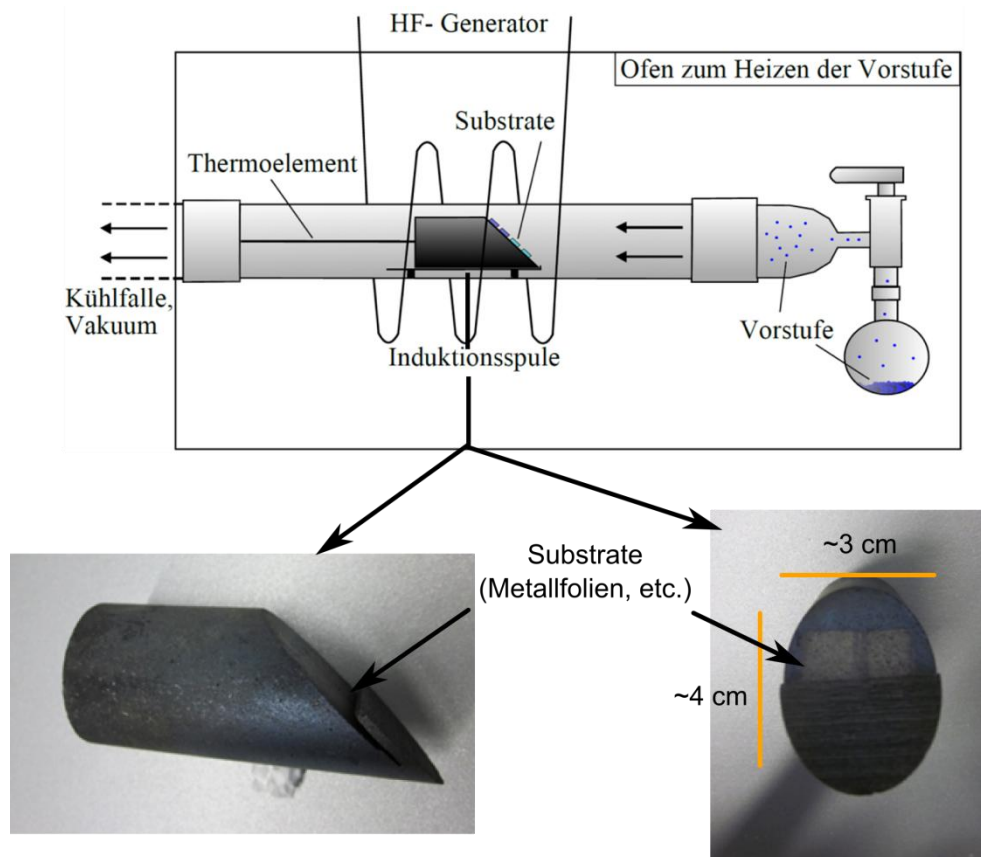 HF- Generator
Ofen zum Heizen der Vorstufe
Substrate
Thermoelement
Kühlfalle,
Vakuum
Vorstufe
Induktionsspule
Substrate
(Metallfolien, etc.)
~3 cm
~4 cm